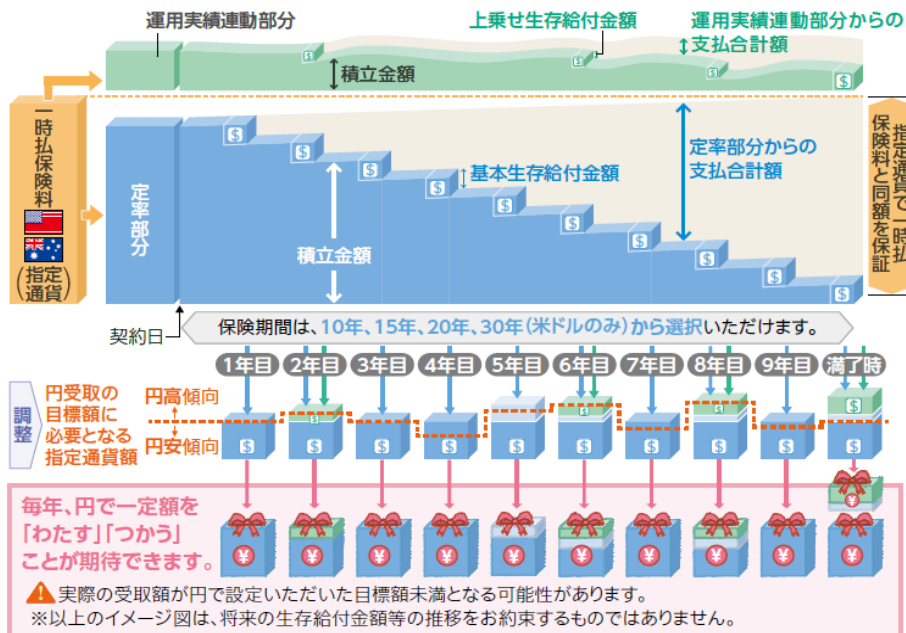 運用実績連動部分
上乗せ生存給付金額
運用実績連動部分からの
支払合計額
積立金額
一時払保険料
(指定通貨)
定率部分
基本生存給付金額
定率部分からの
支払合計額
積立金額
指定通貨で一時払
保険料と同額を保証
契約日
保険期間は、10年、15年、20年、30年(米ドルのみ)から選択いただけます。
1年目 2年目 3年目 4年目 5年目 6年目 7年目 8年目 9年目 満了時
調整
円受取の
目標額に
必要となる
指定通貨額
円高傾向
円安傾向
毎年、円で一定額を
「わたす」「つかう」
ことが期待できます。
実際の受取額が円で設定いただいた目標額未満となる可能性があります。
※以上のイメージ図は、将来の生存給付金額等の推移をお約束するものではありません。